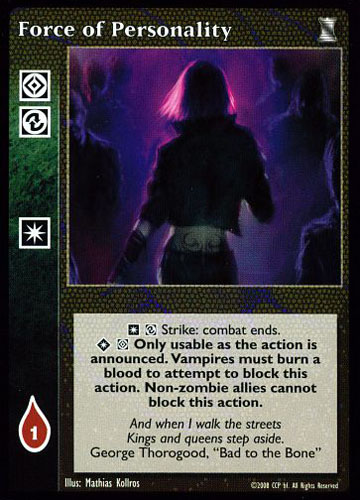 Force of Personality
Strike: combat ends.
Only usable as the action is
announced. Vampires must burn a
blood to attempt to block this
action. Non-zombie allies cannot
block this action.
And when I walk the streets
Kings and queens step aside.
George Thorogood, "Bad to the Bone"
1
Illus: Mathias Kollros
©2008 CCP hf. All Rights Reserved